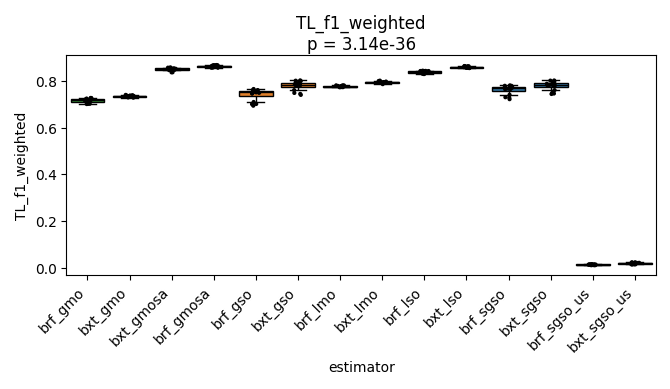 TL_f1_weighted
p = 3.14e-36
TL_f1_weighted
0.8
0.6
0.4
0.2
0.0
brf_gmo
bxt_gmo
bxt_gmosa
brf_gmosa
brf_gso
bxt_gso
brf_lmo
bxt_lmo
brf_lso
bxt_lso
brf_sgso
bxt_sgso
brf_sgso_us
bxt_sgso_us
estimator